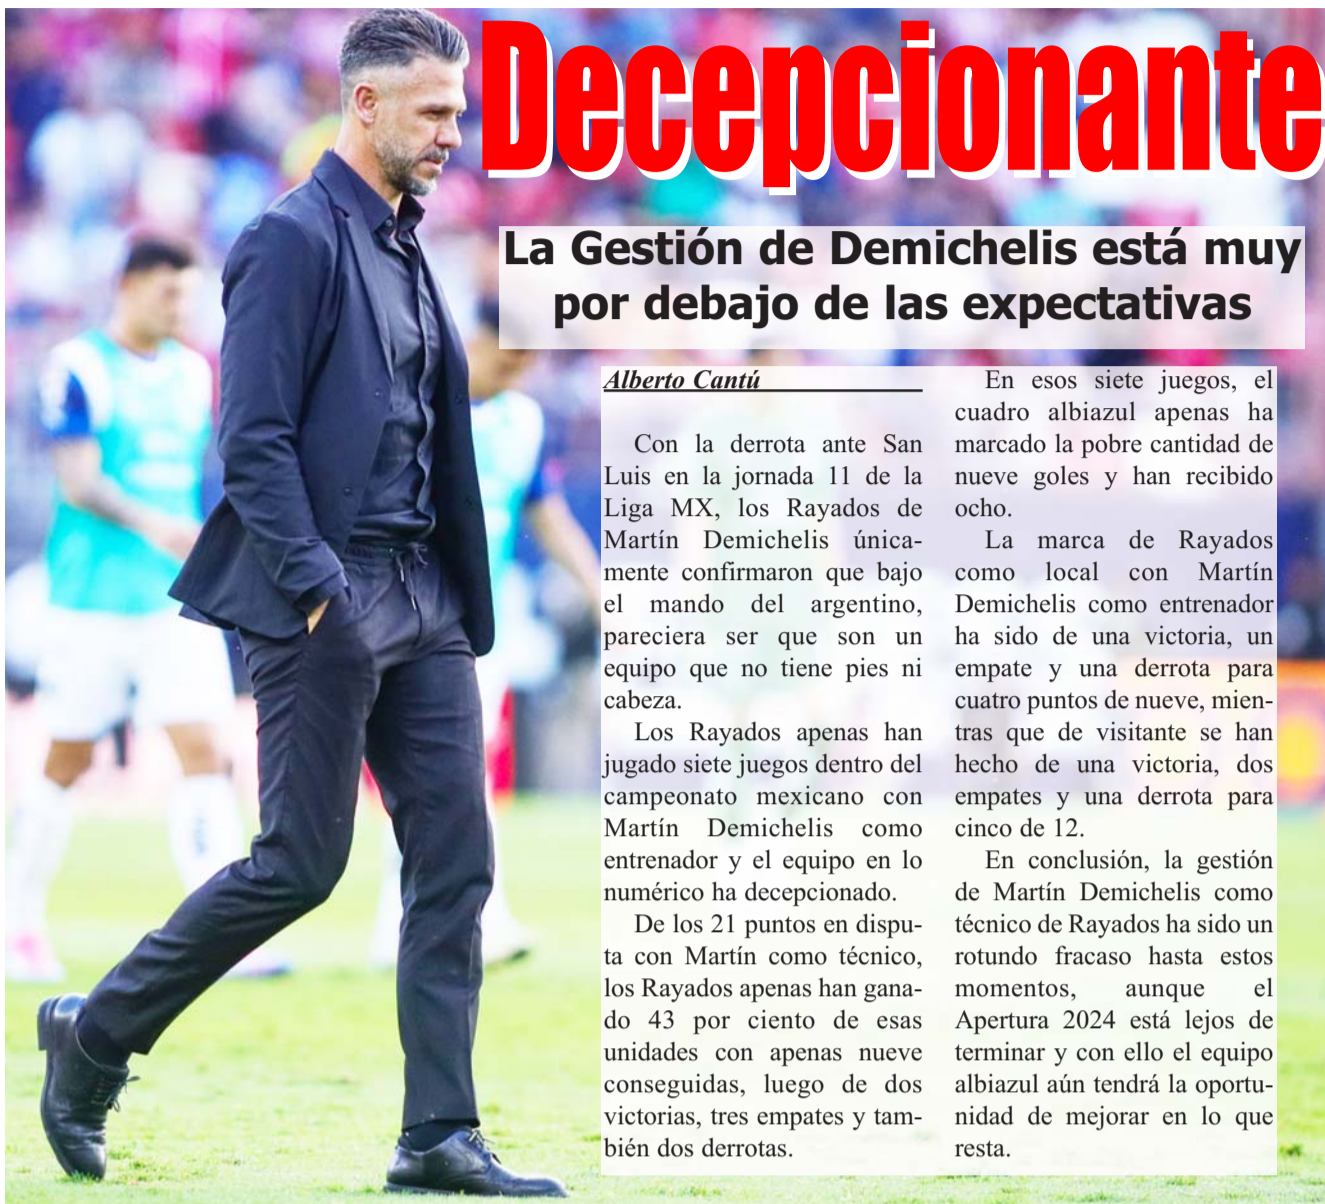 Decepcionante
La Gestión de Demichelis está muy
por debajo de las expectativas
Alberto Cantú
Con la derrota ante San
Luis en la jornada 11 de la
Liga MX, los Rayados de
Martín Demichelis única-
mente confirmaron que bajo
el mando del argentino,
pareciera ser que son un
equipo que no tiene pies ni
cabeza.
Los Rayados apenas han
jugado siete juegos dentro del
campeonato mexicano con
Martín Demichelis como
entrenador y el equipo en lo
numérico ha decepcionado.
De los 21 puntos en dispu-
ta con Martín como técnico,
los Rayados apenas han gana-
do 43 por ciento de esas
unidades con apenas nueve
conseguidas, luego de dos
victorias, tres empates y tam-
bién dos derrotas.
En esos siete juegos, el
cuadro albiazul apenas ha
marcado la pobre cantidad de
nueve goles y han recibido
ocho.
La marca de Rayados
como local con Martín
Demichelis como entrenador
ha sido de una victoria, un
empate y una derrota para
cuatro puntos de nueve, mien-
tras que de visitante se han
hecho de una victoria, dos
empates y una derrota para
cinco de 12.
En conclusión, la gestión
de Martín Demichelis como
técnico de Rayados ha sido un
rotundo fracaso hasta estos
momentos, aunque el
Apertura 2024 está lejos de
terminar y con ello el equipo
albiazul aún tendrá la oportu-
nidad de mejorar en lo que
resta.